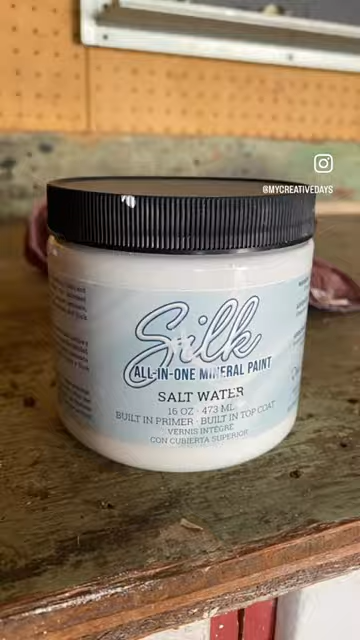 @MYCREATIVEDAYS
Silk
ALL-IN-ONE MINERAL PAINT
SALT WATER
16 OZ · 473 ML
BUILT IN PRIMER · BUILT IN TOP COAT
VERNIS INTÉGRÉ
CON CUBIERTA SUPERIOR